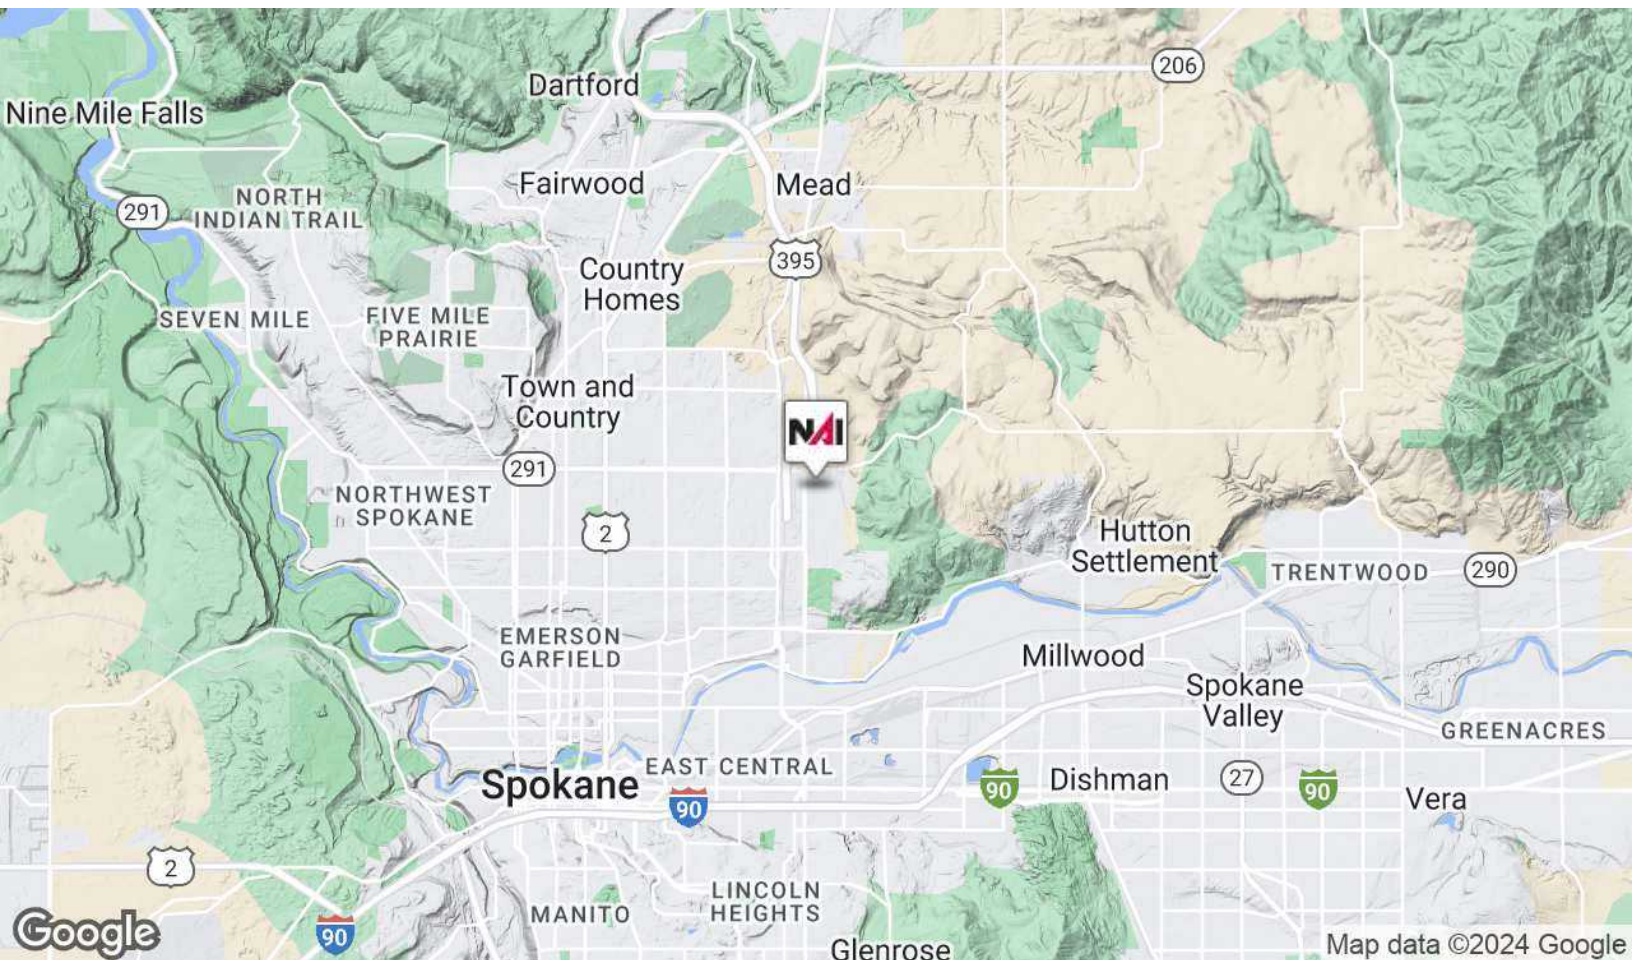 206
Dartford
Nine Mile Falls
Fairwood
Mead
NORTH
INDIAN TRAIL
291
395
Country
Homes
SEVEN MILE
FIVE MILE
PRAIRIE
Town and
Country
NAI
291
NORTHWEST
SPOKANE
2
Hutton
Settlement
TRENTWOOD
290
EMERSON
GARFIELD
Millwood
Spokane
Valley
GREENACRES
EAST CENTRAL
Spokane
90
90
Dishman
27
90
Vera
2
LINCOLN
HEIGHTS
MANITO
90
Google
Glenrose
Map data ©2024 Google